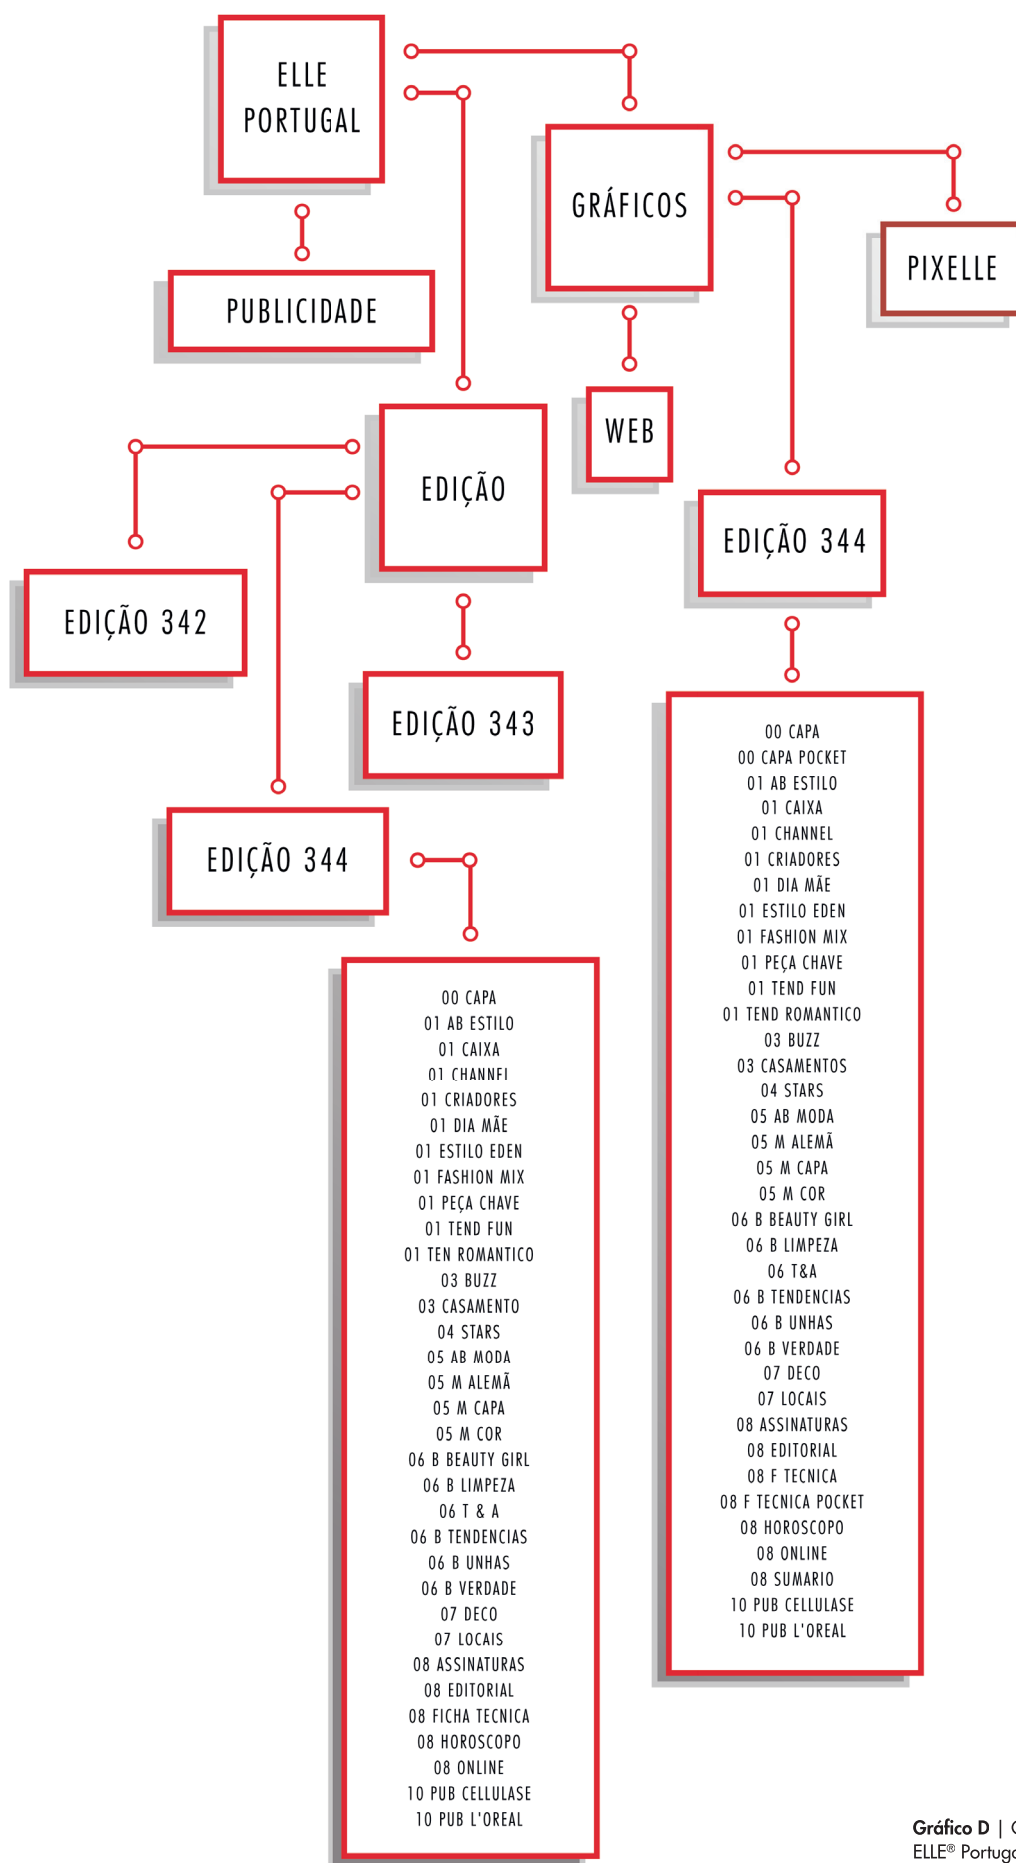 ELLE
PORTUGAL
GRÁFICOS
PIXELLE
PUBLICIDADE
WEB
EDIÇÃO
EDIÇÃO 344
EDIÇÃO 342
EDIÇÃO 343
EDIÇÃO 344
00 CAPA
00 CAPA POCKET
01 AB ESTILO
01 CAIXA
01 CHANNEL
01 CRIADORES
01 DIA MÃE
01 ESTILO EDEN
01 FASHION MIX
01 PEÇA CHAVE
01 TEND FUN
01 TEND ROMANTICO
03 BUZZ
03 CASAMENTOS
04 STARS
05 AB MODA
05 M ALEMÃ
05 M CAPA
05 M COR
06 B BEAUTY GIRL
06 B LIMPEZA
06 T&A
06 B TENDENCIAS
06 B UNHAS
06 B VERDADE
07 DECO
07 LOCAIS
08 ASSINATURAS
08 EDITORIAL
08 F TECNICA
08 F TECNICA POCKET
08 HOROSCOPO
08 ONLINE
08 SUMARIO
10 PUB CELLULASE
10 PUB L'OREAL
00 CAPA
01 AB ESTILO
01 CAIXA
01 CHANNEL
01 CRIADORES
01 DIA MÃE
01 ESTILO EDEN
01 FASHION MIX
01 PEÇA CHAVE
01 TEND FUN
01 TEN ROMANTICO
03 BUZZ
03 CASAMENTO
04 STARS
05 AB MODA
05 M ALEMÃ
05 M CAPA
05 M COR
06 B BEAUTY GIRL
06 B LIMPEZA
06 T & A
06 B TENDENCIAS
06 B UNHAS
06 B VERDADE
07 DECO
07 LOCAIS
08 ASSINATURAS
08 EDITORIAL
08 FICHA TECNICA
08 HOROSCOPO
08 ONLINE
10 PUB CELLULASE
10 PUB L'OREAL
Gráfico D |
ELLE®